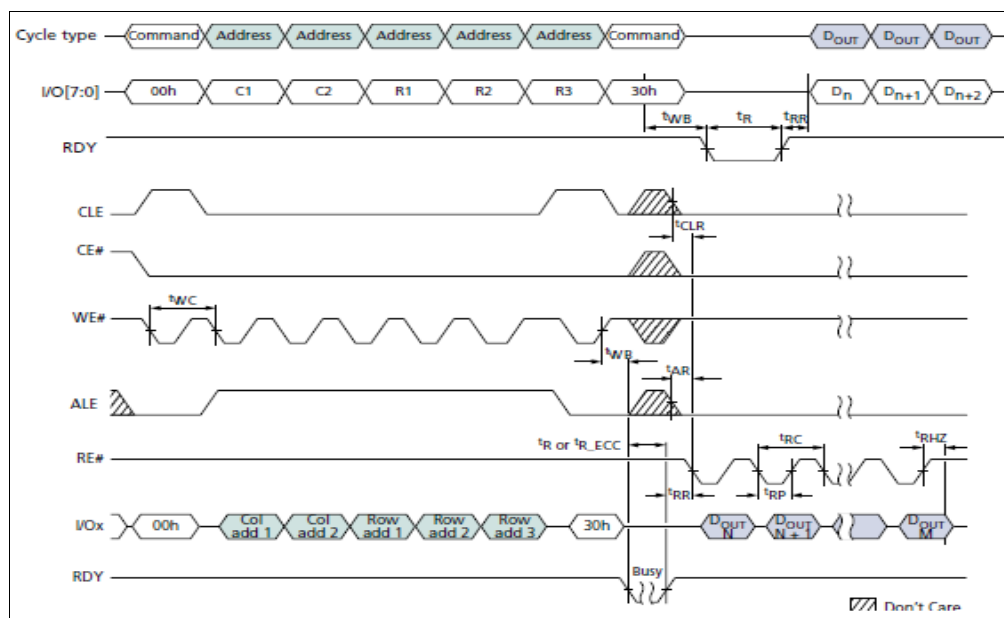 Cycle type Command Address Address Address Address Address Command DOUT DOUT DOUT
I/O[7:0] 00h C1 C2 R1 R2 R3 30h Dn Dn+1 Dn+2
tWB tR tRR
RDY
CLE
tCLR
CE#
tWC
WE#
tWB
tAR
ALE
tR or tR_ECC tRC tRHZ
RE#
tRR tRP
I/Ox 00h Col add 1 Col add 2 Row add 1 Row add 2 Row add 3 30h DOUT N DOUT N + 1 DOUT M
RDY Busy
Don't Care